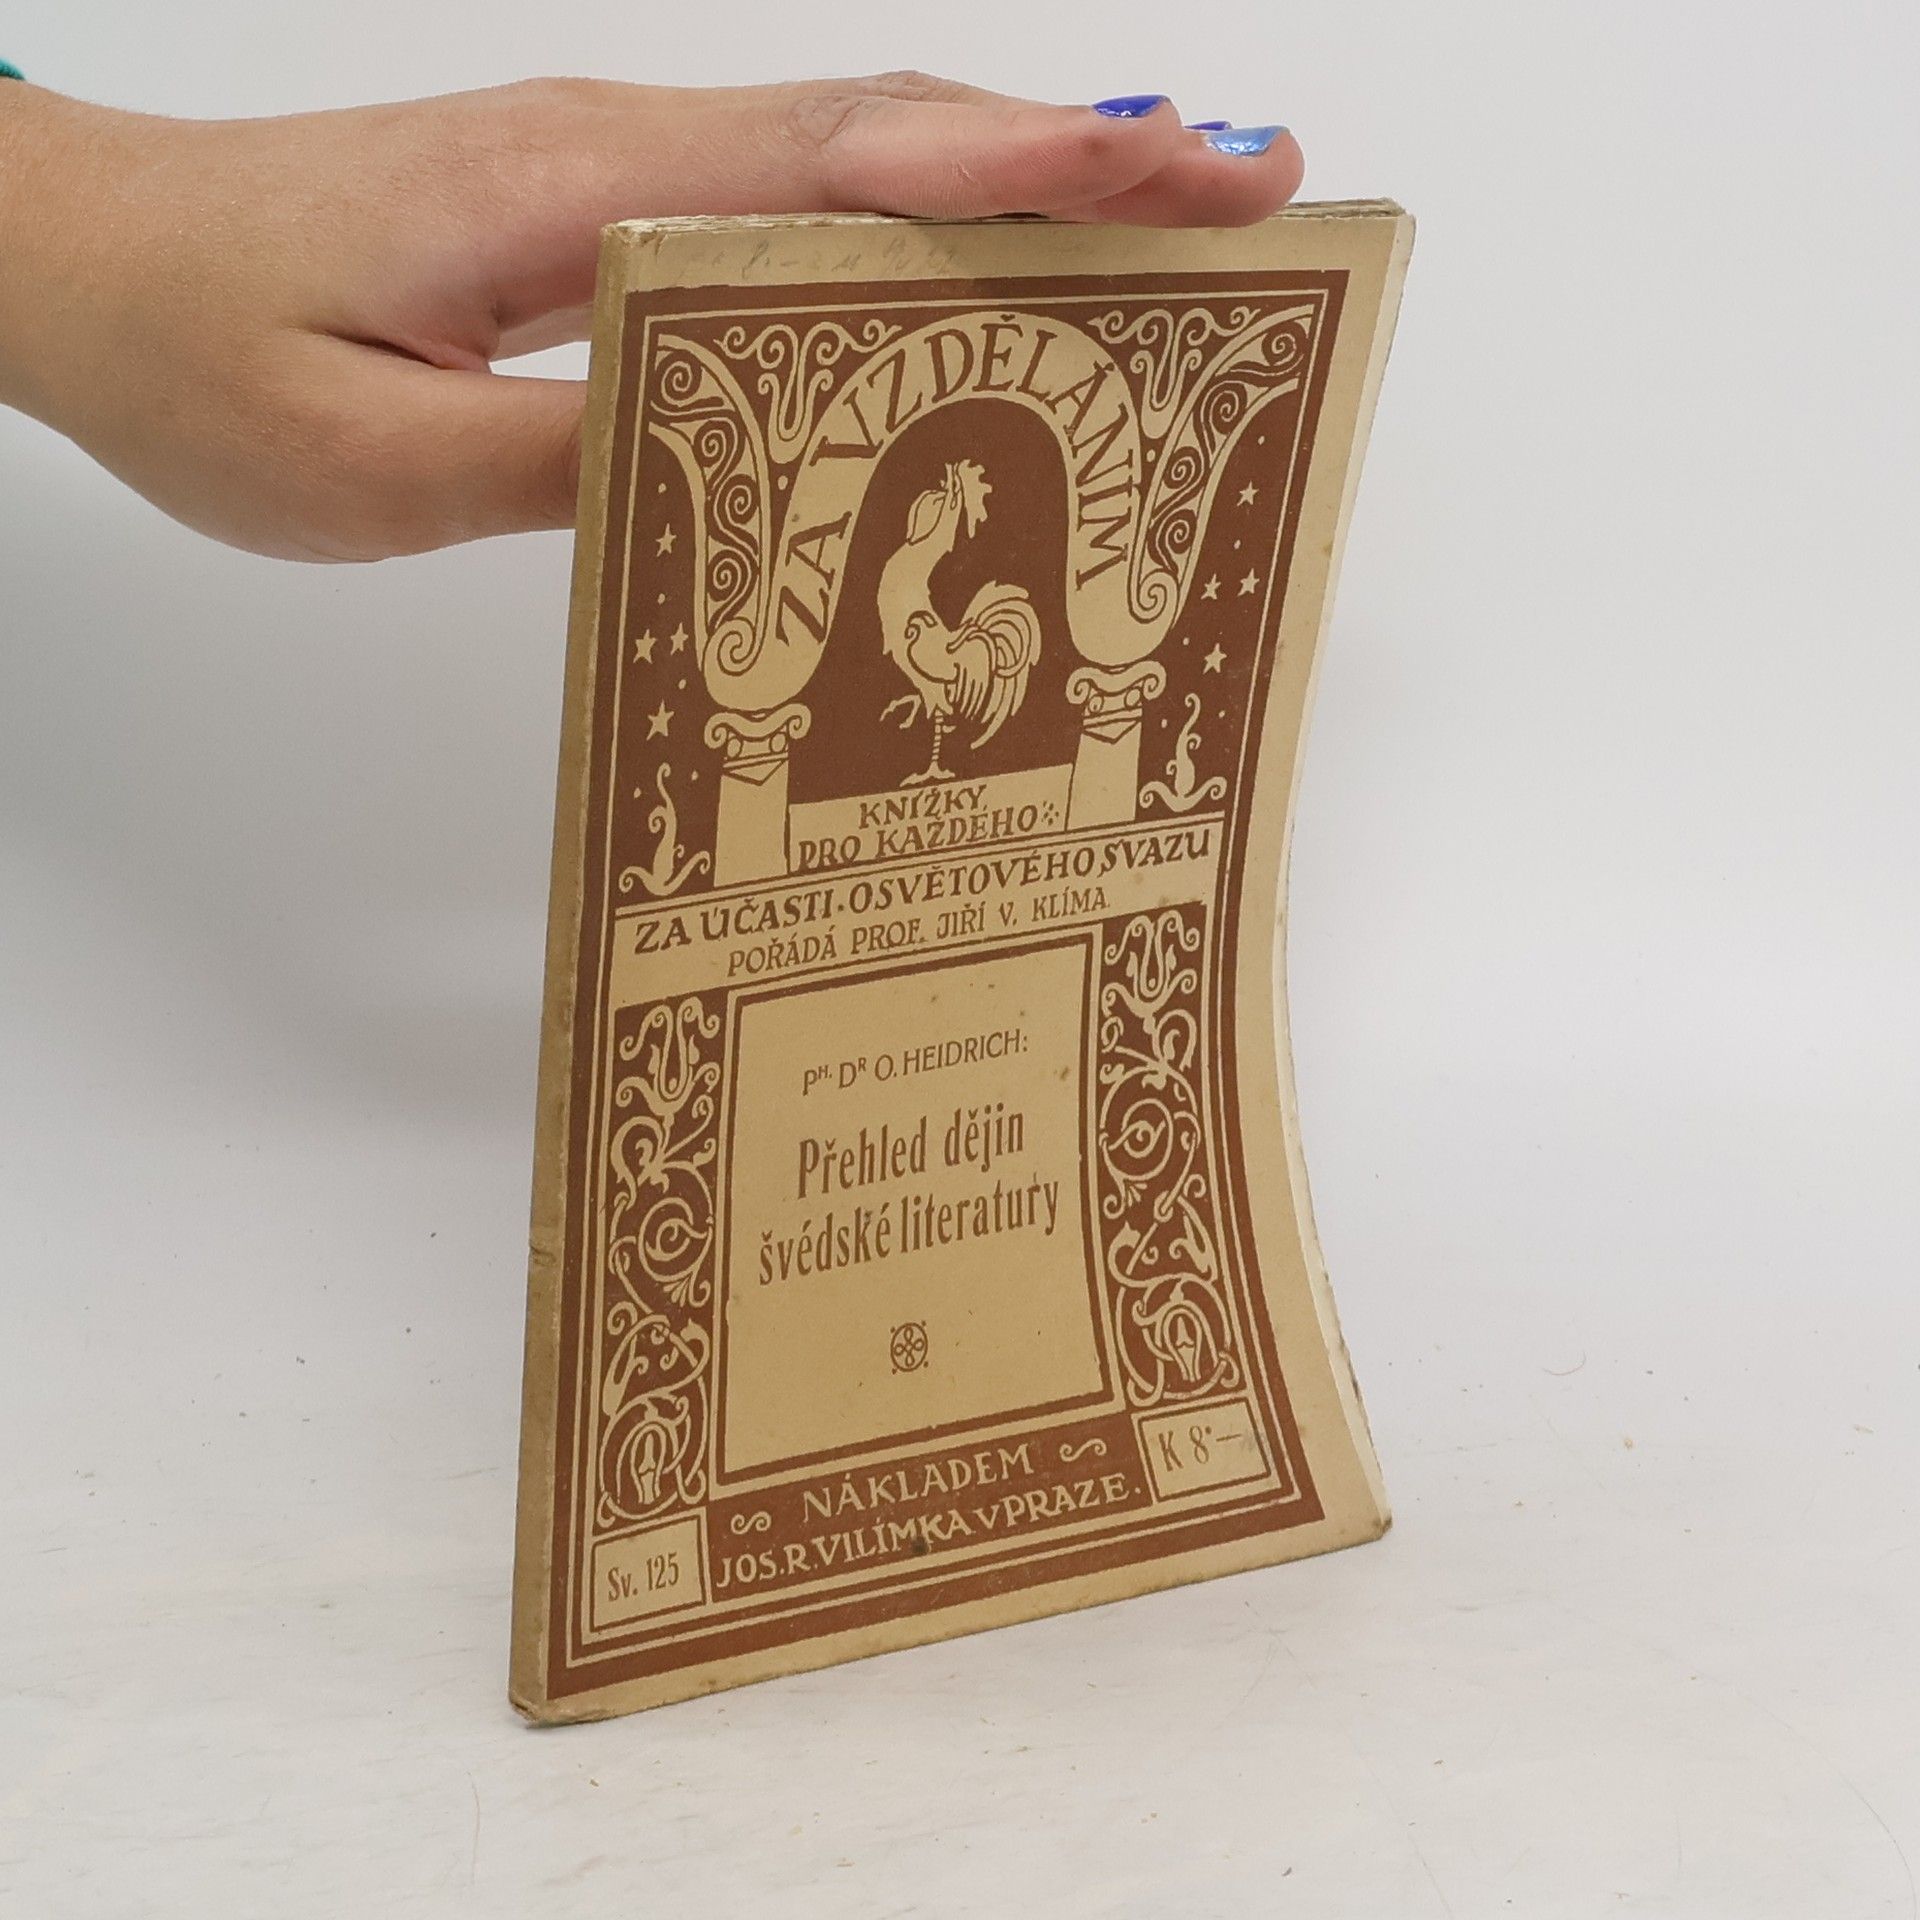 ZA VZDĚLÁNÍM
KNÍŽKY
PRO KAŽDÉHO
ZA ÚČASTI OSVĚTOVÉHO SVAZU
POŘÁDÁ PROF. JIŘÍ V. KLÍMA
PH. DR O. HEIDRICH:
Přehled dějin
švédské literatury
K 8·—
NÁKLADEM
JOS. R. VILÍMKA V PRAZE.
Sv. 125